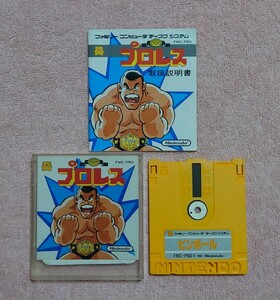 ファミリーコンピュータ ディスクシステム
FMC-PRO
プロレス
取扱説明書
Nintendo
FMC-PRO
プロレス
Nintendo
ピンボール
NINTENDO